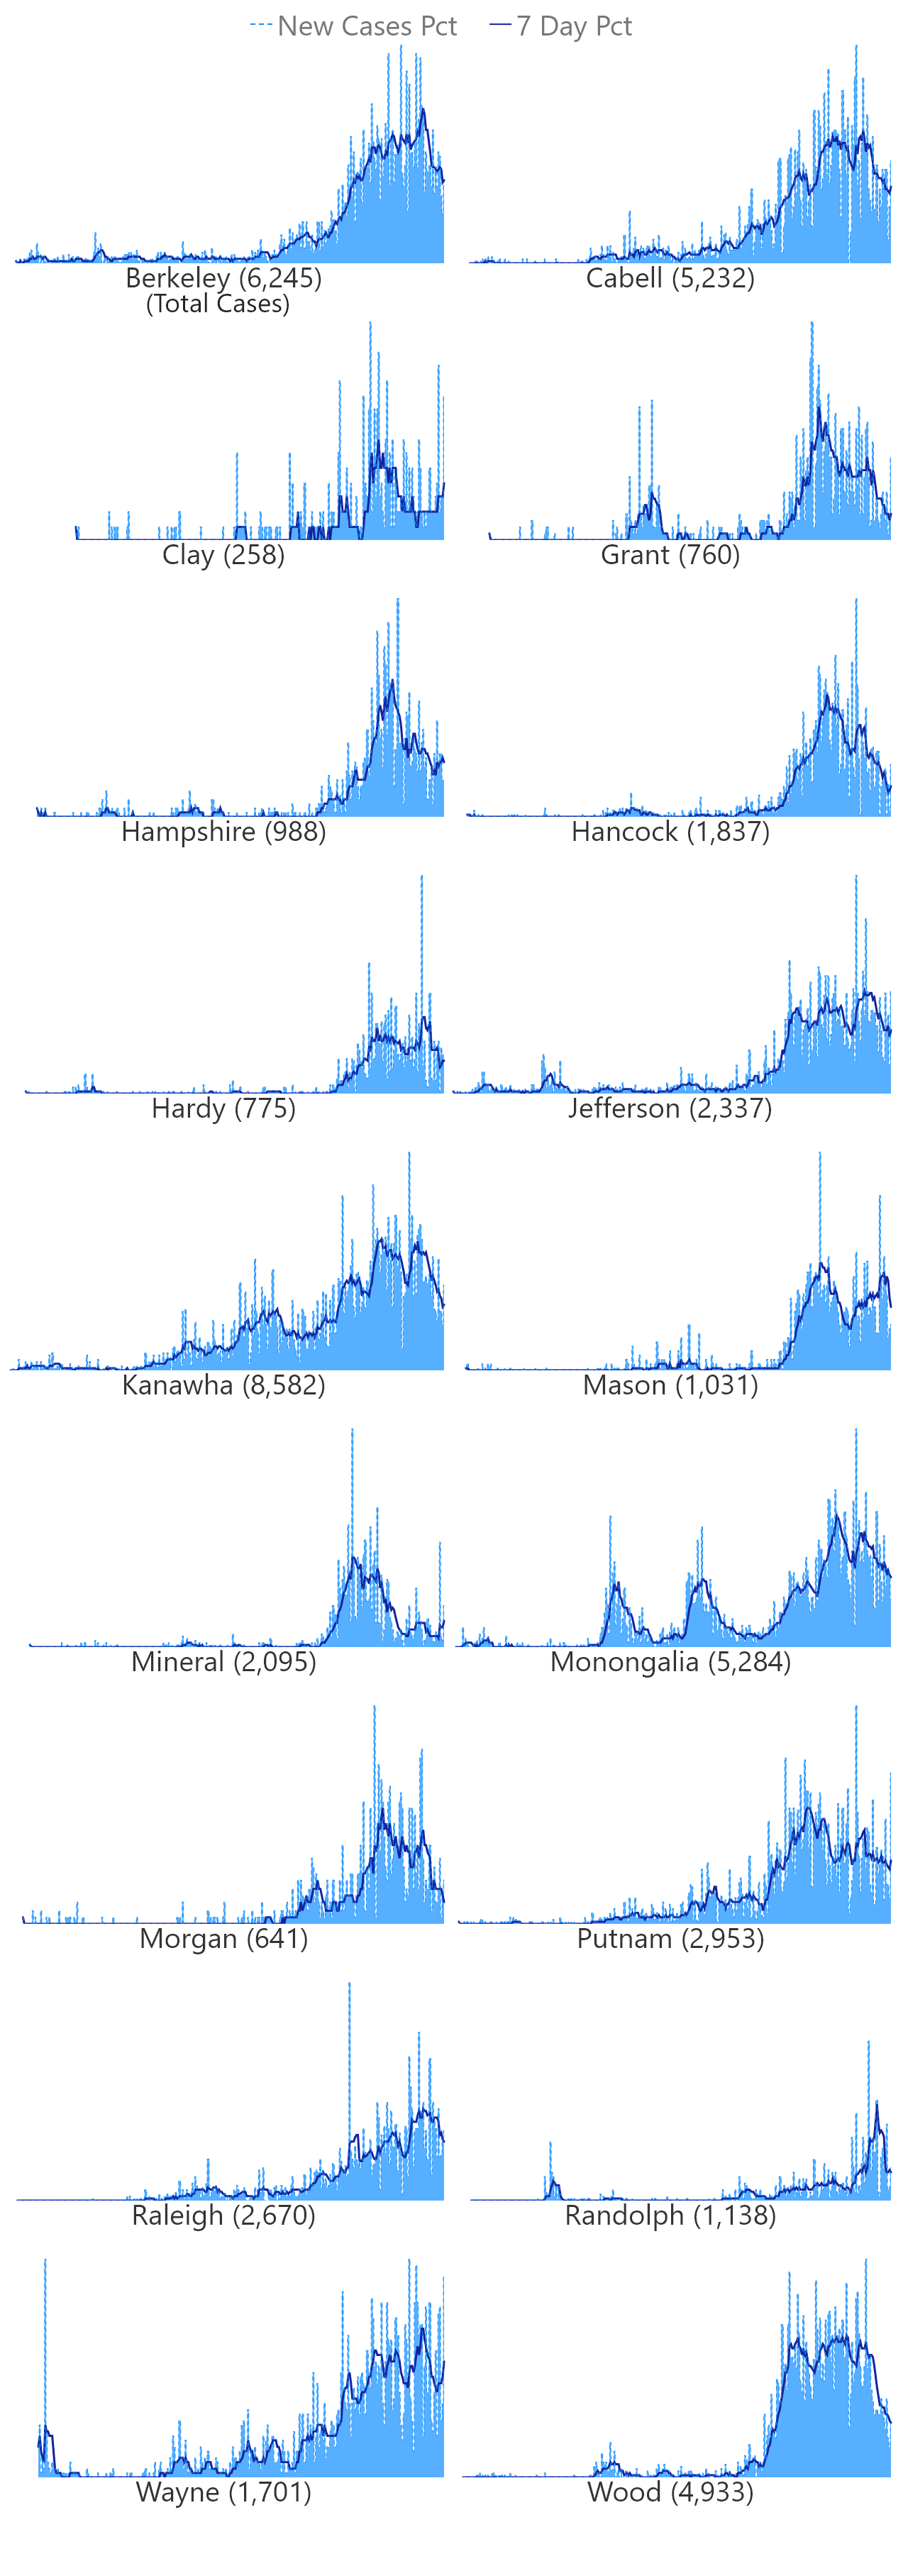 New Cases Pct 7 Day Pct
Berkeley (6,245) Cabell (5,232)
(Total Cases)
Clay (258) Grant (760)
Hampshire (988) Hancock (1,837)
Hardy (775) Jefferson (2,337)
Kanawha (8,582) Mason (1,031)
Mineral (2,095) Monongalia (5,284)
Morgan (641) Putnam (2,953)
Raleigh (2,670) Randolph (1,138)
Wayne (1,701) Wood (4,933)